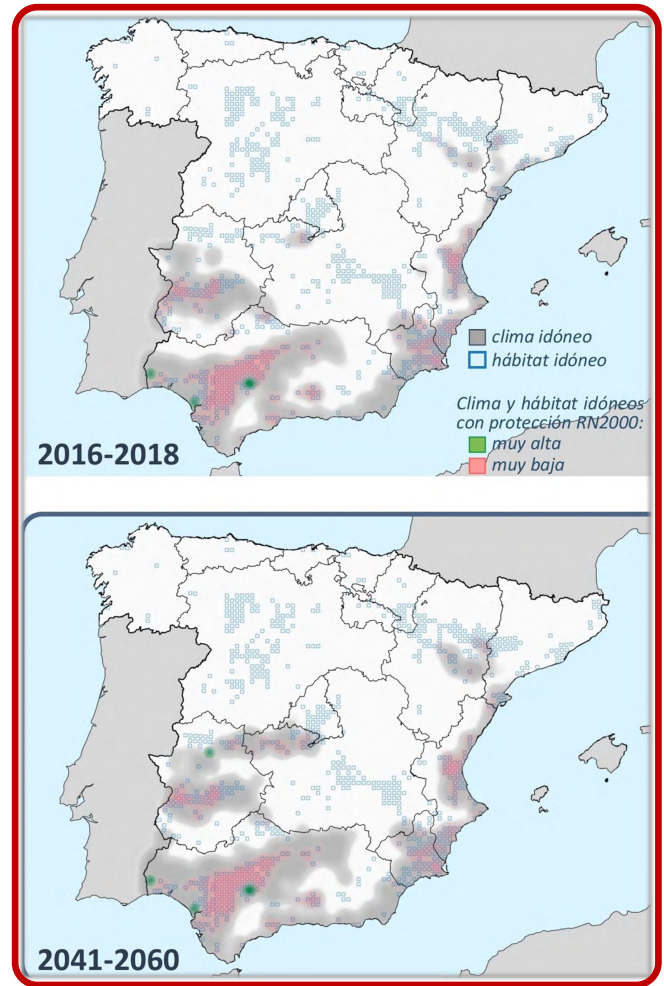 clima idóneo
hábitat idóneo
Clima y hábitat idóneos
con protección RN2000:
muy alta
muy baja
2016-2018
2041-2060